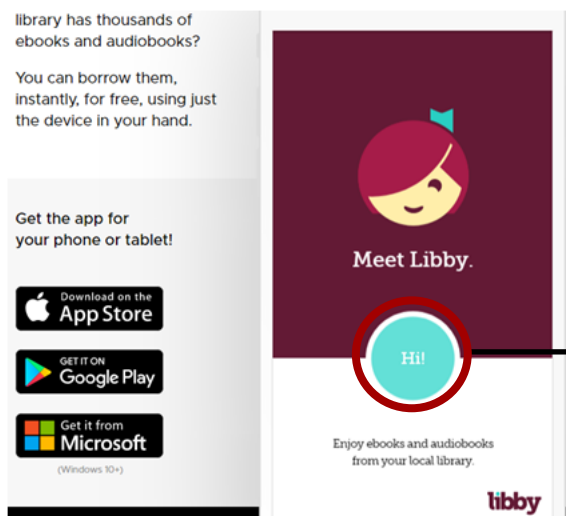 library has thousands of
ebooks and audiobooks?
You can borrow them,
instantly, for free, using just
the device in your hand.
Get the app for
your phone or tablet!
Download on the
App Store
GET IT ON
Google Play
Get it from
Microsoft
(Windows 10+)
Meet Libby.
Hi!
Enjoy ebooks and audiobooks
from your local library.
libby